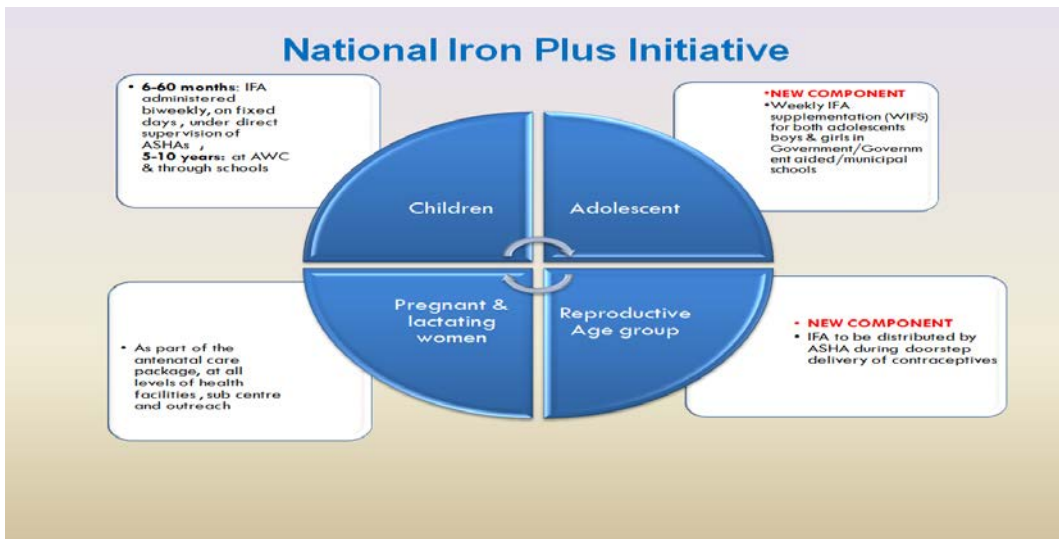 National Iron Plus Initiative
• 6-60 months: IFA
administered
biweekly, on fixed
days , under direct
supervision of
ASHAs ,
5-10 years: at AWC
& through schools
•NEW COMPONENT
• Weekly IFA
supplementation (WIFS)
for both adolescents
boys & girls in
Government/Governm
ent aided/municipal
schools
Children
Adolescent
Pregnant &
lactating
women
Reproductive
Age group
• As part of the
antenatal care
package, at all
levels of health
facilities , sub centre
and outreach
• NEW COMPONENT
• IFA to be distributed by
ASHA during doorstep
delivery of contraceptives